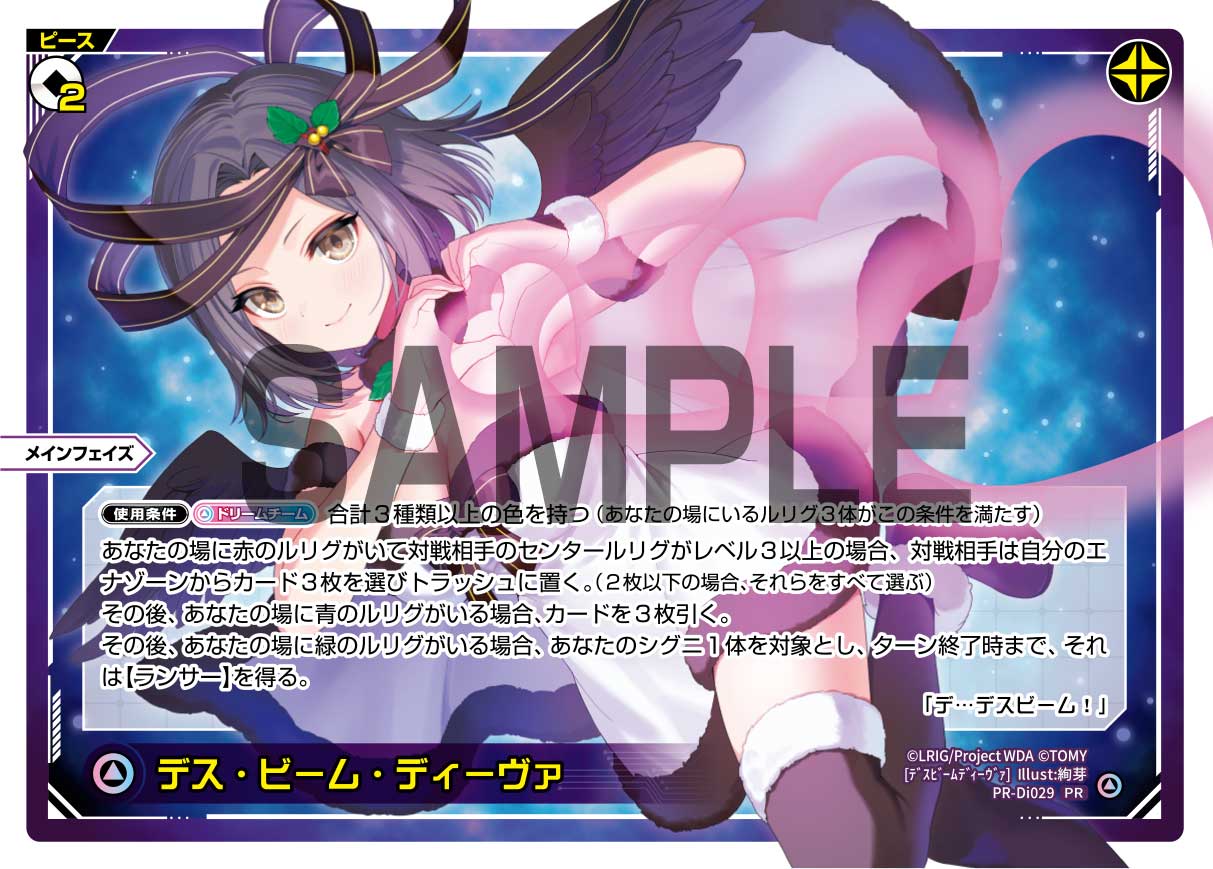 ピース
2
メインフェイズ
使用条件 ドリームチーム 合計3種類以上の色を持つ(あなたの場にいるルリグ3体がこの条件を満たす)
あなたの場に赤のルリグがいて対戦相手のセンタールリグがレベル3以上の場合、対戦相手は自分のエ
ナゾーンからカード3枚を選びトラッシュに置く。(2枚以下の場合、それらをすべて選ぶ)
その後、あなたの場に青のルリグがいる場合、カードを3枚引く。
その後、あなたの場に緑のルリグがいる場合、あなたのシグニ1体を対象とし、ターン終了時まで、それ
は【ランサー】を得る。
「デ…デスビーム!」
SAMPLE
デス・ビーム・ディーヴァ
©LRIG/Project WDA ©TOMY
[デスビームディーヴァ] Illust:絢芽
PR-Di029 PR